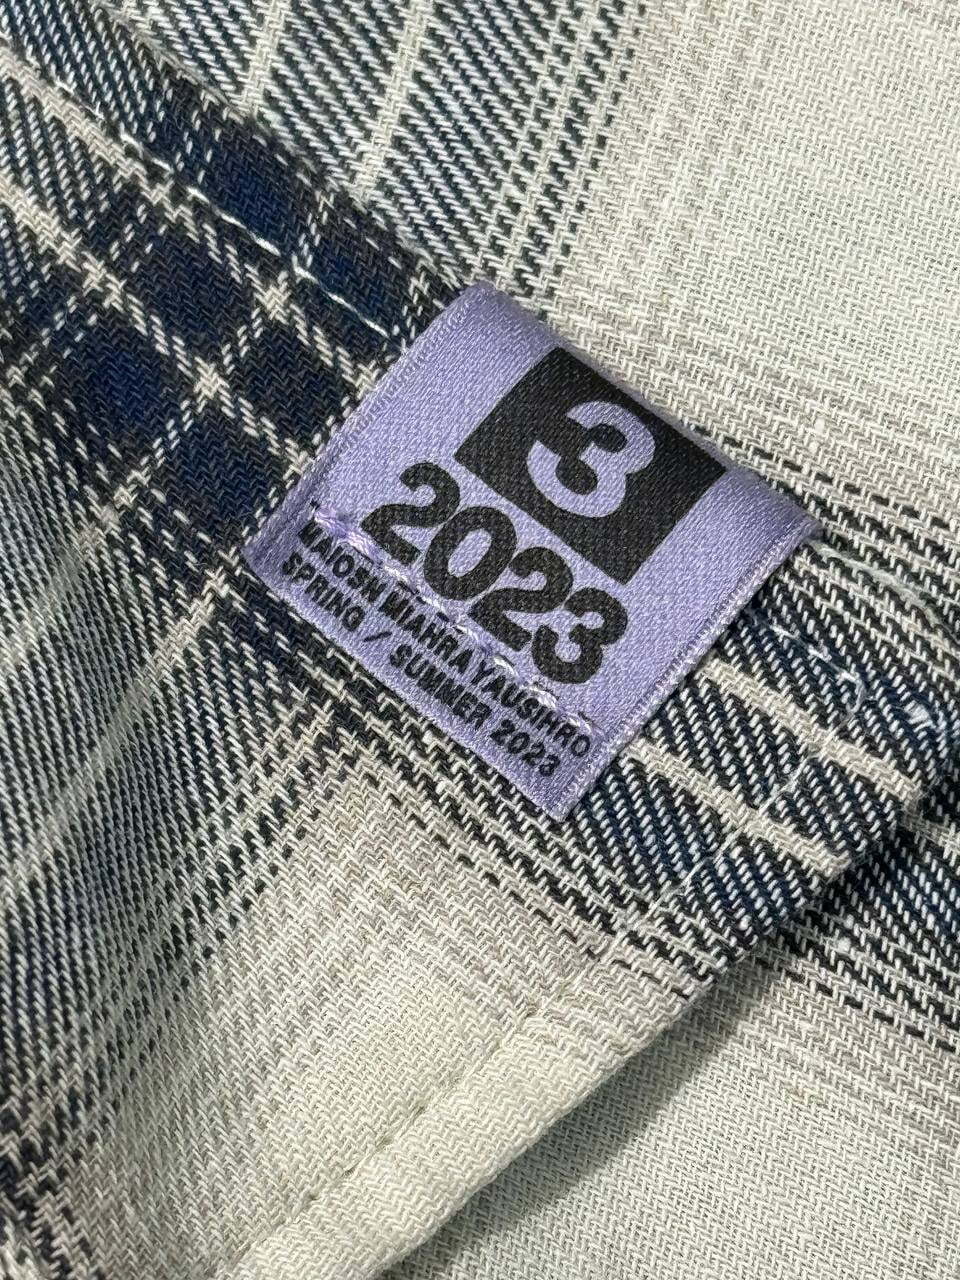 3
2023
MAIOSN MIAHRA YAUSIHRO
SPRING / SUMMER 2023